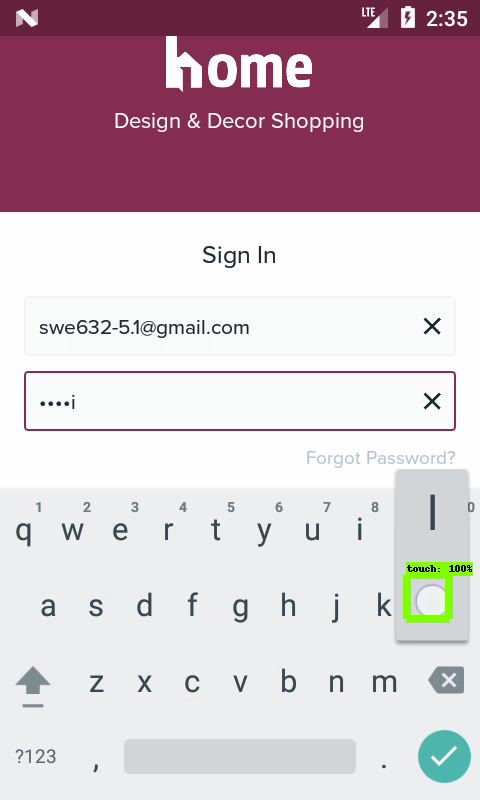 LTE 2:35
home
Design & Decor Shopping
Sign In
swe632-5.1@gmail.com
••••i
Forgot Password?
1 2 3 4 5 6 7 8 0
q w e r t y u i
l
touch: 100%
a s d f g h j k
z x c v b n m
?123 , .